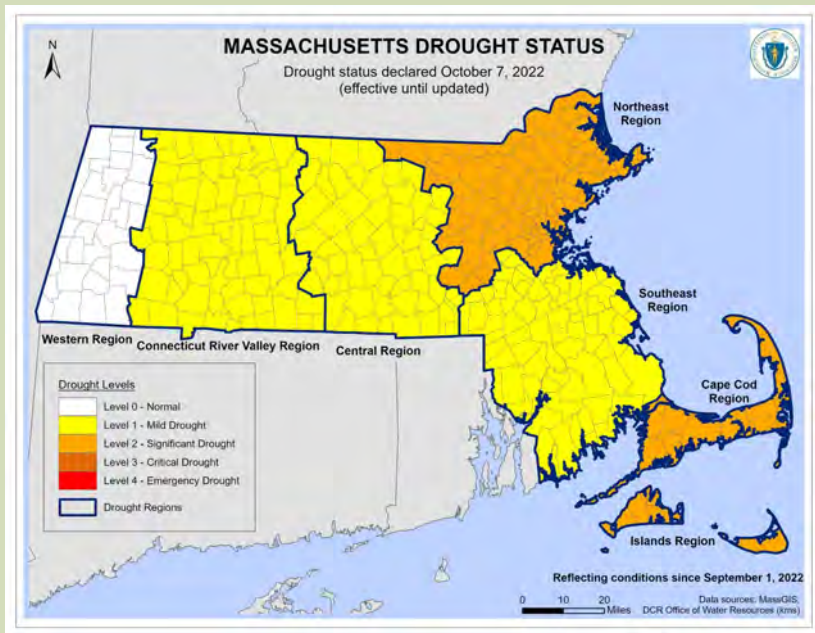 MASSACHUSETTS DROUGHT STATUS
Drought status declared October 7, 2022
(effective until updated)
N
Northeast
Region
Southeast
Region
Cape Cod
Region
Islands Region
Western Region
Connecticut River Valley Region
Central Region
Drought Levels
Level 0 - Normal
Level 1 - Mild Drought
Level 2 - Significant Drought
Level 3 - Critical Drought
Level 4 - Emergency Drought
Drought Regions
Reflecting conditions since September 1, 2022
0 10 20
Miles
Data sources: MassGIS,
DCR Office of Water Resources (kms)